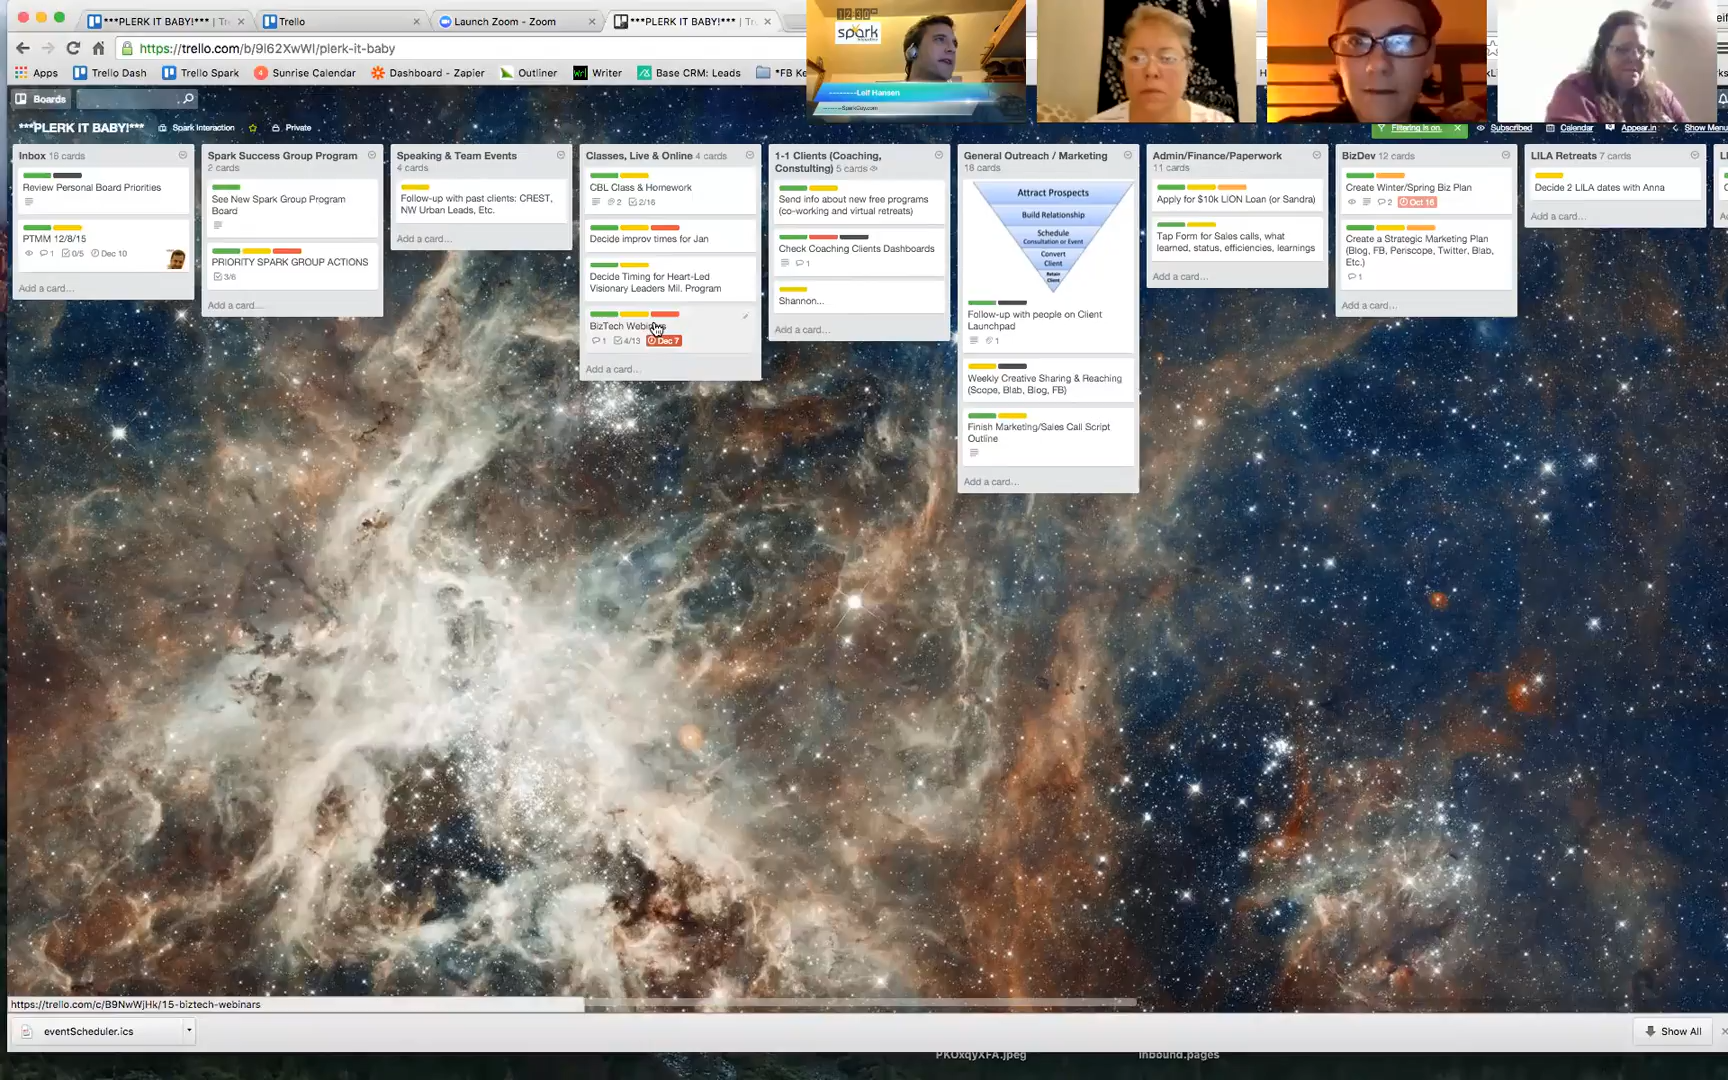 ***PLERK IT BABY!*** | Tr
Trello
Launch Zoom - Zoom
***PLERK IT BABY!*** | Tr
https://trello.com/b/9l62XwWl/plerk-it-baby
Apps
Trello Dash
Trello Spark
Sunrise Calendar
Dashboard - Zapier
Outliner
Writer
Base CRM: Leads
*FB Ke
12:30
spark
Leif Hansen
SparkGuy.com
Boards
***PLERK IT BABY!***
Spark Interaction
Private
Filtering is on.
Subscribed
Calendar
Appear.in
Show Menu
Inbox 16 cards
Review Personal Board Priorities
PTMM 12/8/15
1
0/5
Dec 10
Add a card...
Spark Success Group Program
2 cards
See New Spark Group Program
Board
PRIORITY SPARK GROUP ACTIONS
3/6
Add a card...
Speaking & Team Events
4 cards
Follow-up with past clients: CREST,
NW Urban Leads, Etc.
Add a card...
Classes, Live & Online 4 cards
CBL Class & Homework
2
2/16
Decide improv times for Jan
Decide Timing for Heart-Led
Visionary Leaders Mil. Program
BizTech Webinars
1
4/13
Dec 7
Add a card...
1-1 Clients (Coaching,
Constulting) 5 cards
Send info about new free programs
(co-working and virtual retreats)
Check Coaching Clients Dashboards
1
Shannon...
Add a card...
General Outreach / Marketing
18 cards
Attract Prospects
Build Relationship
Schedule
Consultation or Event
Convert
Client
Retain
Client
Follow-up with people on Client
Launchpad
1
Weekly Creative Sharing & Reaching
(Scope, Blab, Blog, FB)
Finish Marketing/Sales Call Script
Outline
Add a card...
Admin/Finance/Paperwork
11 cards
Apply for $10k LiON Loan (or Sandra)
Tap Form for Sales calls, what
learned, status, efficiencies, learnings
Add a card...
BizDev 12 cards
Create Winter/Spring Biz Plan
2
Oct 16
Create a Strategic Marketing Plan
(Blog, FB, Periscope, Twitter, Blab,
Etc.)
1
Add a card...
LILA Retreats 7 cards
Decide 2 LILA dates with Anna
Add a card...
https://trello.com/c/B9NwWjHk/15-biztech-webinars
eventScheduler.ics
Show All
PKOxqyXFA.jpeg
inbound.pages